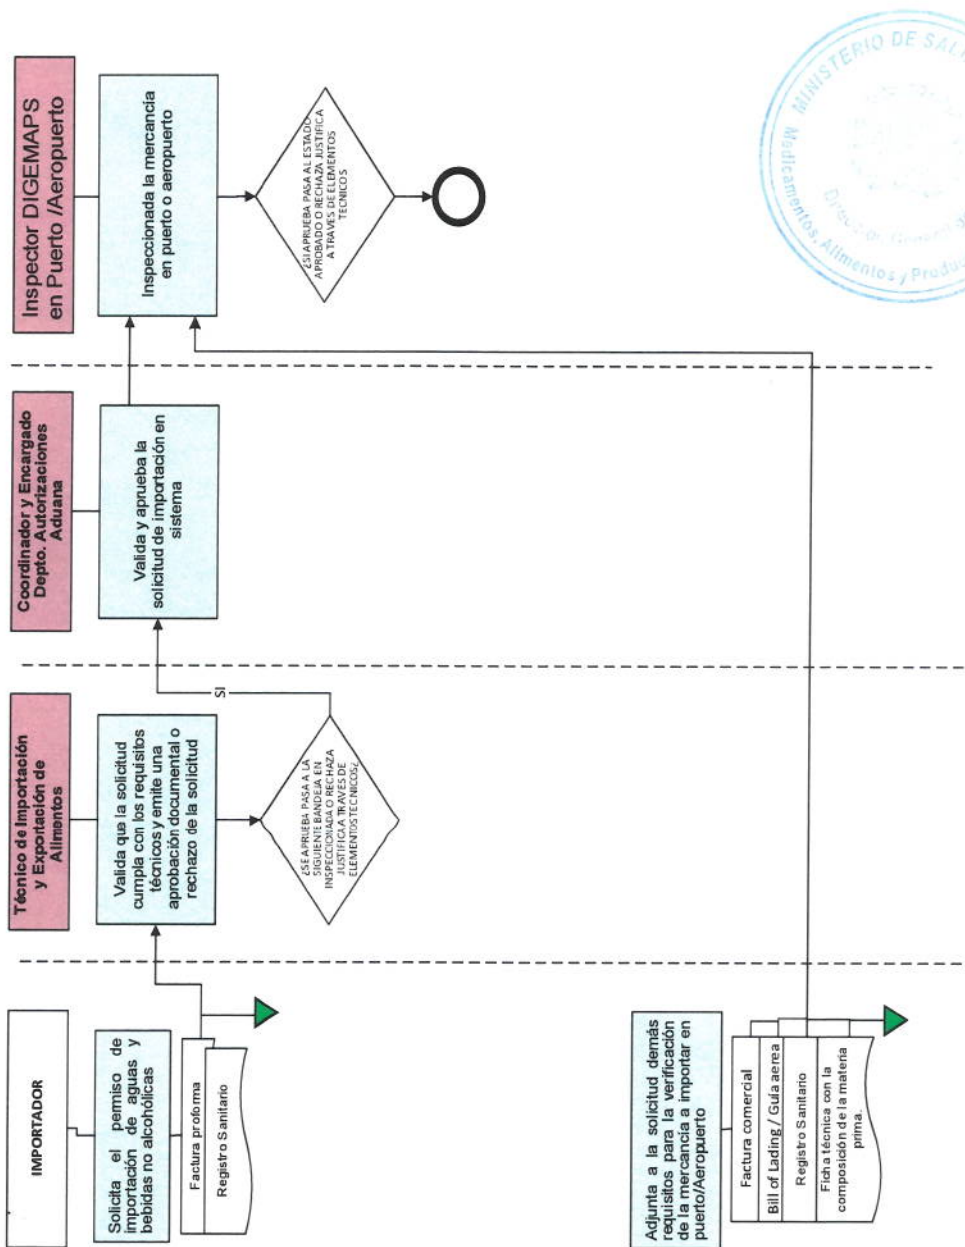 IMPORTADOR
Solicita el permiso de
importación de aguas y
bebidas no alcohólicas
Factura proforma
Registro Sanitario
Adjunta a la solicitud demás
requisitos para la verificación
de la mercancia a importar en
puerto/Aeropuerto
Factura comercial
Bill of Lading / Guía aerea
Registro Sanitario
Ficha técnica con la
composición de la materia
prima.
Técnico de Importación
y Exportación de
Alimentos
Valida que la solicitud
cumpla con los requisitos
técnicos y emite una
aprobación documental o
rechazo de la solicitud
¿SE APRUEBA PASA A LA
SIGUIENTE BANDEJA EN
INSPECCIONADA O RECHAZA
JUSTIFICA A TRAVES DE
ELEMENTOS TECNICOS¿
SI
Coordinador y Encargado
Depto. Autorizaciones
Aduana
Valida y aprueba la
solicitud de importación en
sistema
Inspector DIGEMAPS
en Puerto /Aeropuerto
Inspeccionada la mercancia
en puerto o aeropuerto
¿SI APRUEBA PASA AL ESTADO
APROBADO O RECHAZA JUSTIFICA
A TRAVES DE ELEMENTOS
TECNICOS
MINISTERIO DE
Medicamentos, Alimentos y